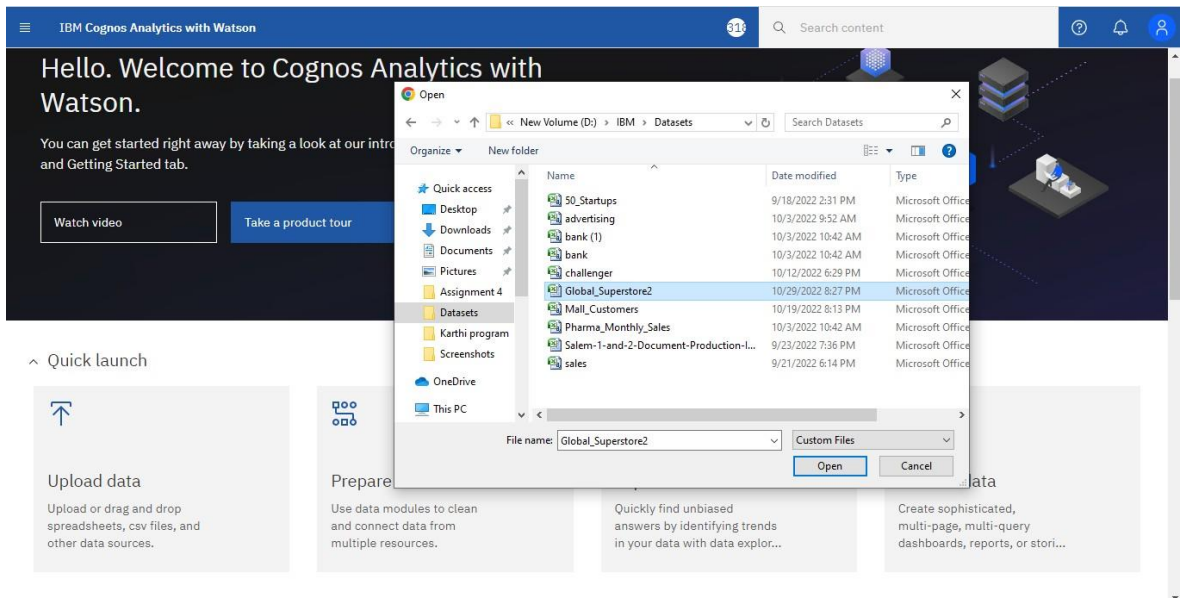 IBM Cognos Analytics with Watson
Search content
Hello. Welcome to Cognos Analytics with
Watson.
You can get started right away by taking a look at our intro
and Getting Started tab.
Watch video
Take a product tour
Open
« New Volume (D:) › IBM › Datasets
Search Datasets
Organize
New folder
Quick access
Desktop
Downloads
Documents
Pictures
Assignment 4
Datasets
Karthi program
Screenshots
OneDrive
This PC
Name Date modified Type
50_Startups 9/18/2022 2:31 PM Microsoft Office
advertising 10/3/2022 9:52 AM Microsoft Office
bank (1) 10/3/2022 10:42 AM Microsoft Office
bank 10/3/2022 10:42 AM Microsoft Office
challenger 10/12/2022 6:29 PM Microsoft Office
Global_Superstore2 10/29/2022 8:27 PM Microsoft Office
Mall_Customers 10/19/2022 8:13 PM Microsoft Office
Pharma_Monthly_Sales 10/3/2022 10:42 AM Microsoft Office
Salem-1-and-2-Document-Production-I... 9/23/2022 7:36 PM Microsoft Office
sales 9/21/2022 6:14 PM Microsoft Office
File name: Global_Superstore2
Custom Files
Open
Cancel
Quick launch
Upload data
Upload or drag and drop
spreadsheets, csv files, and
other data sources.
Prepare
Use data modules to clean
and connect data from
multiple resources.
Quickly find unbiased
answers by identifying trends
in your data with data explor...
data
Create sophisticated,
multi-page, multi-query
dashboards, reports, or stori...